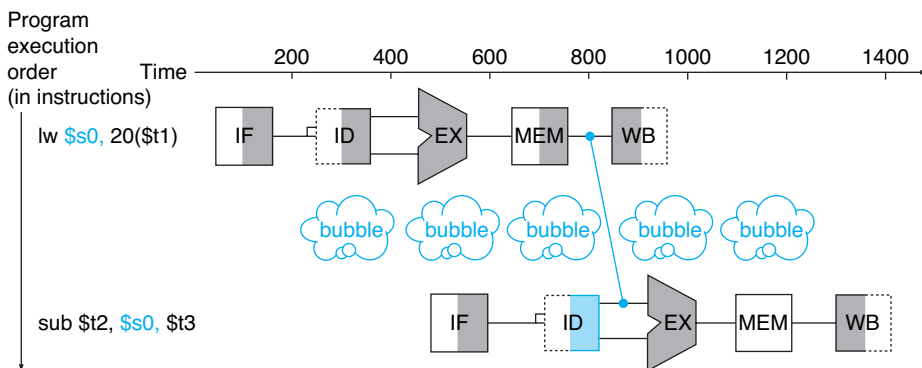 Program
execution
order
(in instructions)
Time
200 400 600 800 1000 1200 1400
lw $s0, 20($t1)
IF ID EX MEM WB
bubble bubble bubble bubble bubble
sub $t2, $s0, $t3
IF ID EX MEM WB